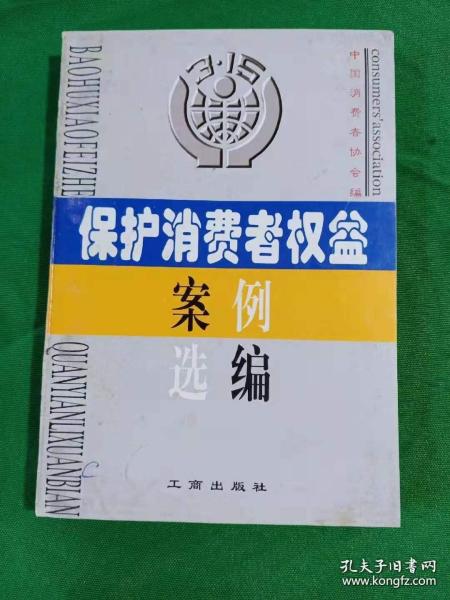 3·15
中国消费者协会编
consumers'association
BAOHUXIAOFEIZHE
保护消费者权益
案例
选编
QUANYIANLIXUANBIAN
工商出版社
孔夫子旧书网
www.kongfz.com